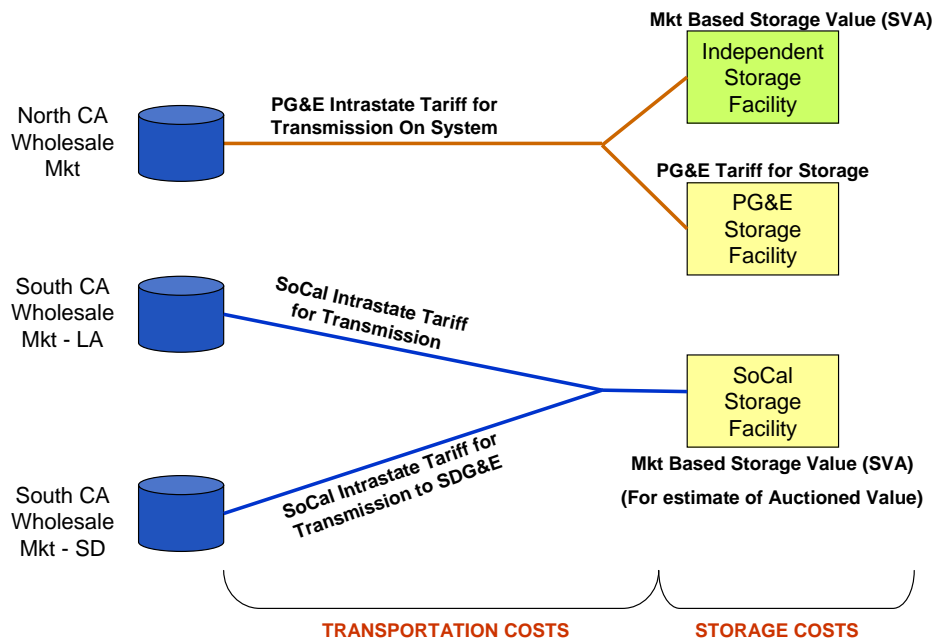 Mkt Based Storage Value (SVA)
Independent
Storage
Facility
North CA
Wholesale
Mkt
PG&E Intrastate Tariff for
Transmission On System
PG&E Tariff for Storage
PG&E
Storage
Facility
South CA
Wholesale
Mkt - LA
SoCal Intrastate Tariff
for Transmission
SoCal
Storage
Facility
Mkt Based Storage Value (SVA)
(For estimate of Auctioned Value)
South CA
Wholesale
Mkt - SD
SoCal Intrastate Tariff for
Transmission to SDG&E
TRANSPORTATION COSTS
STORAGE COSTS